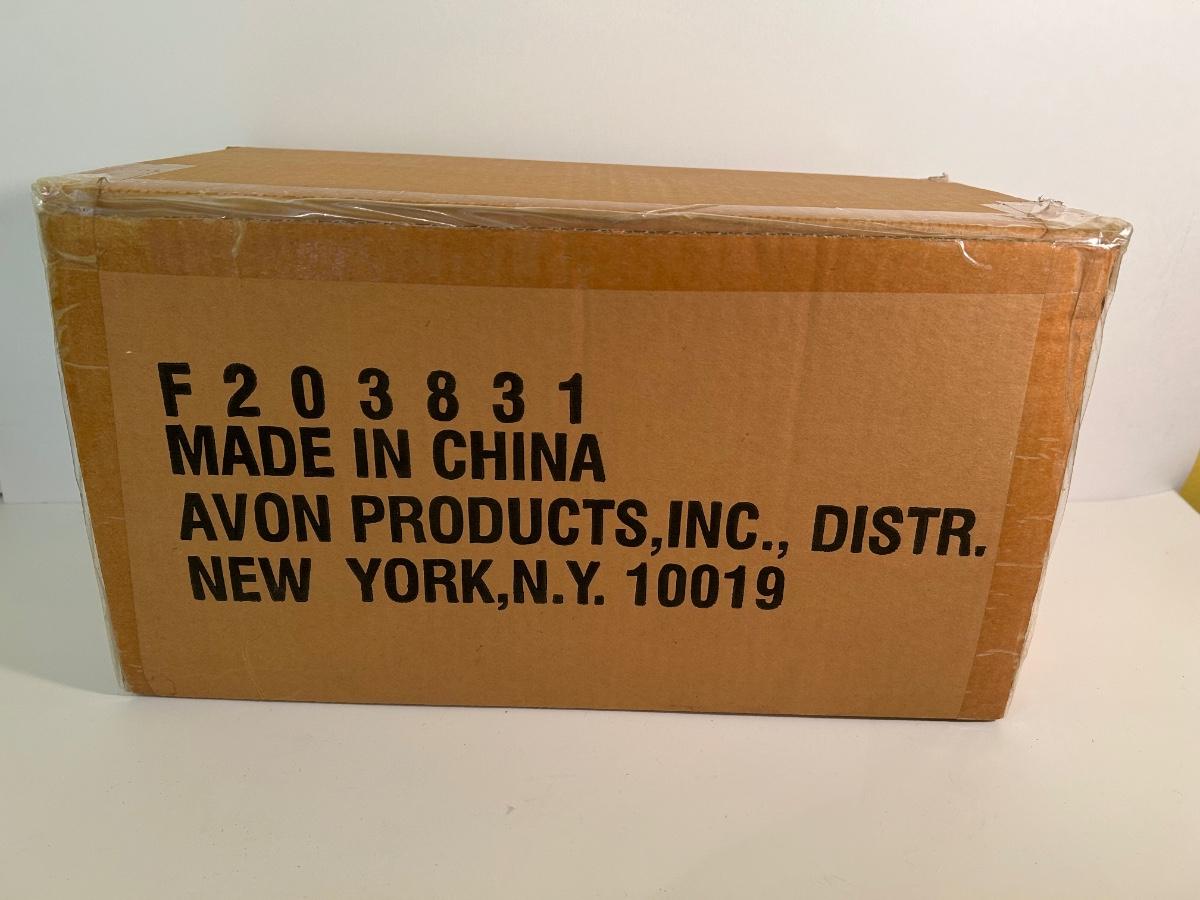 F 2 0 3 8 3 1
MADE IN CHINA
AVON PRODUCTS,INC., DISTR.
NEW YORK,N.Y. 10019